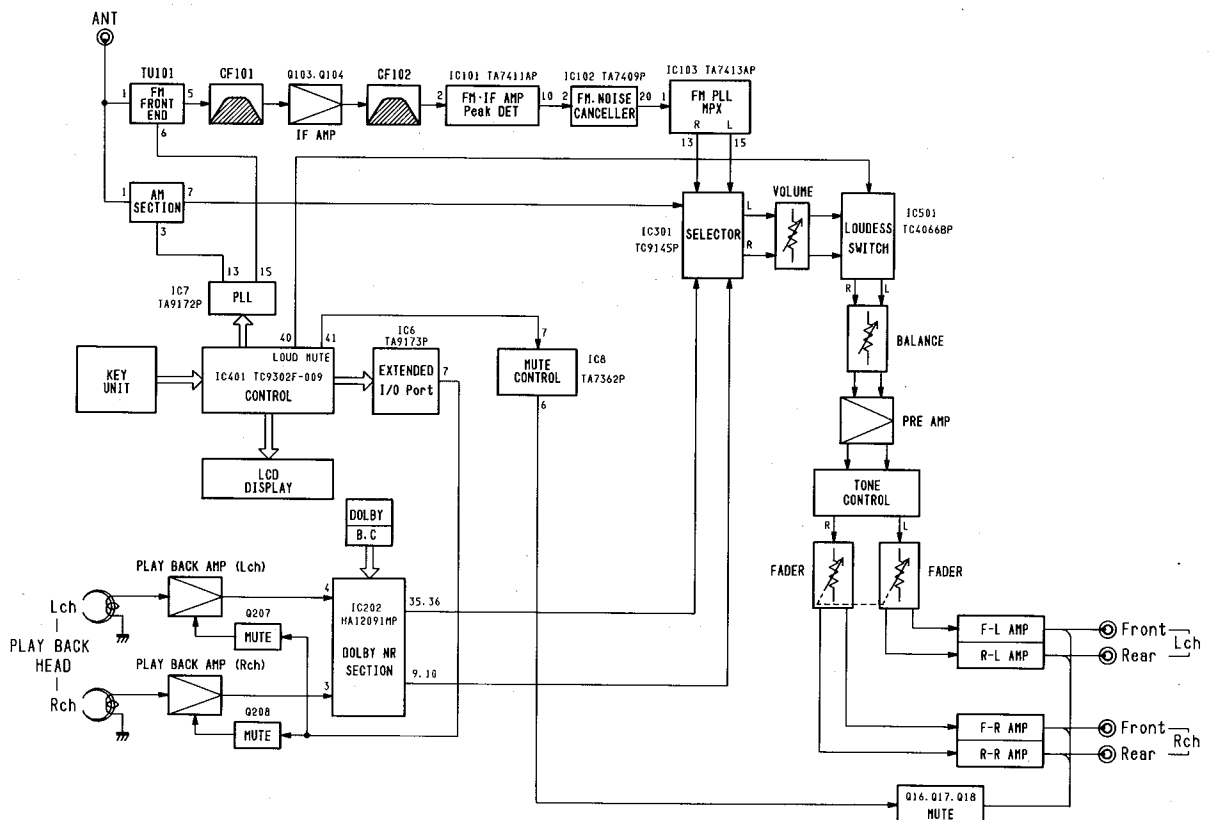 ANT
TU101
FM
FRONT
END
1
5
6
CF101
Q103.Q104
IF AMP
CF102
IC101 TA7411AP
2
FM·IF AMP
Peak DET
10
IC102 TA7409P
2
FM.NOISE
CANCELLER
20
IC103 TA7413AP
1
FM PLL
MPX
R L
13 15
1
AM
SECTION
7
3
IC301
TC9145P
SELECTOR
L
R
VOLUME
LOUDESS
SWITCH
IC501
TC4066BP
R L
BALANCE
PRE AMP
TONE
CONTROL
R L
FADER
FADER
13 15
IC7
TA9172P
PLL
40 41
LOUD MUTE
IC401 TC9302F-009
CONTROL
KEY
UNIT
IC6
TA9173P
EXTENDED
I/O Port
7
7
MUTE
CONTROL
IC8
TA7362P
6
LCD
DISPLAY
DOLBY
B.C
PLAY BACK AMP (Lch)
4
Q207
MUTE
PLAY BACK AMP (Rch)
3
Q208
MUTE
Lch
PLAY BACK
HEAD
Rch
IC202
HA12091MP
DOLBY NR
SECTION
35.36
9.10
F-L AMP
R-L AMP
Front
Rear
Lch
F-R AMP
R-R AMP
Front
Rear
Rch
Q16.Q17.Q18
MUTE